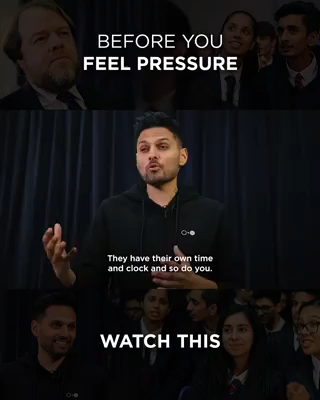 BEFORE YOU
FEEL PRESSURE
They have their own time
and clock and so do you.
WATCH THIS